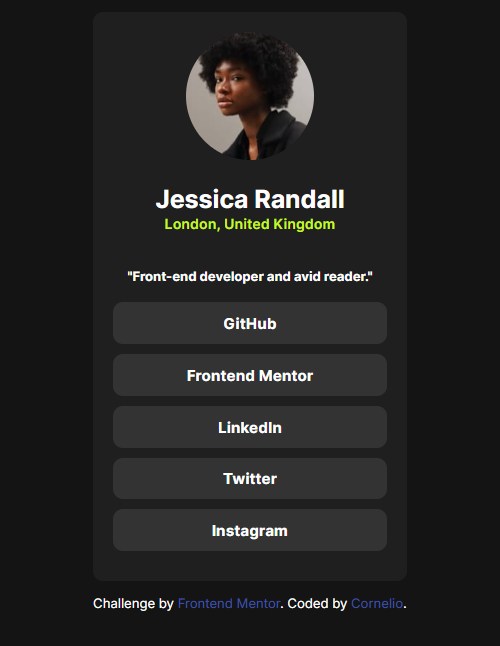 Jessica Randall
London, United Kingdom
"Front-end developer and avid reader."
GitHub
Frontend Mentor
LinkedIn
Twitter
Instagram
Challenge by Frontend Mentor. Coded by Cornelio.